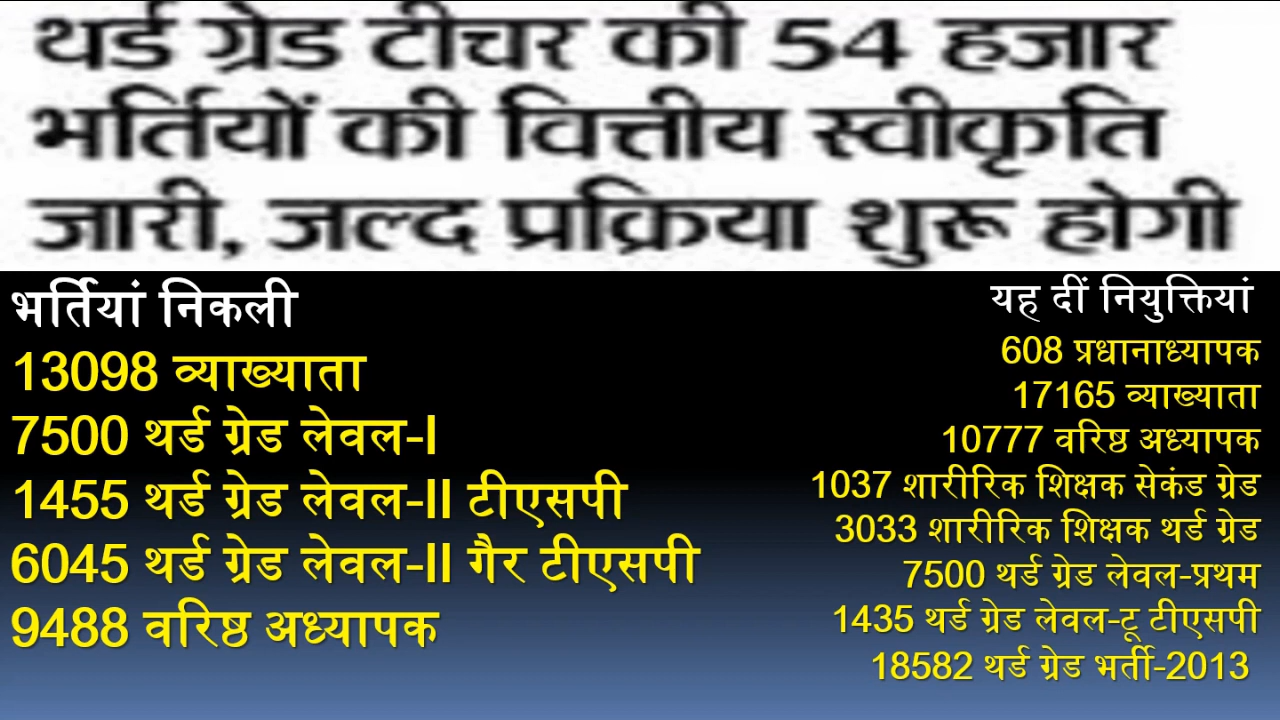 थर्ड ग्रेड टीचर की 54 हजार
भर्तियों की वित्तीय स्वीकृति
जारी, जल्द प्रक्रिया शुरू होगी
भर्तियां निकली
13098 व्याख्याता
7500 थर्ड ग्रेड लेवल-I
1455 थर्ड ग्रेड लेवल-II टीएसपी
6045 थर्ड ग्रेड लेवल-II गैर टीएसपी
9488 वरिष्ठ अध्यापक
यह दीं नियुक्तियां
608 प्रधानाध्यापक
17165 व्याख्याता
10777 वरिष्ठ अध्यापक
1037 शारीरिक शिक्षक सेकंड ग्रेड
3033 शारीरिक शिक्षक थर्ड ग्रेड
7500 थर्ड ग्रेड लेवल-प्रथम
1435 थर्ड ग्रेड लेवल-टू टीएसपी
18582 थर्ड ग्रेड भर्ती-2013